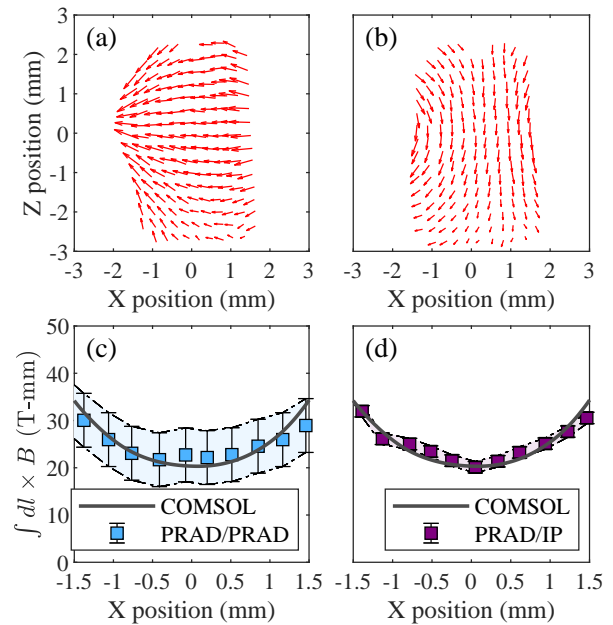 (a)
(b)
Z position (mm)
3
2
1
0
-1
-2
-3
-3 -2 -1 0 1 2 3
X position (mm)
-3 -2 -1 0 1 2 3
X position (mm)
(c)
(d)
∫ dl × B (T-mm)
50
40
30
20
10
0
COMSOL
PRAD/PRAD
COMSOL
PRAD/IP
-1.5 -1 -0.5 0 0.5 1 1.5
X position (mm)
-1.5 -1 -0.5 0 0.5 1 1.5
X position (mm)